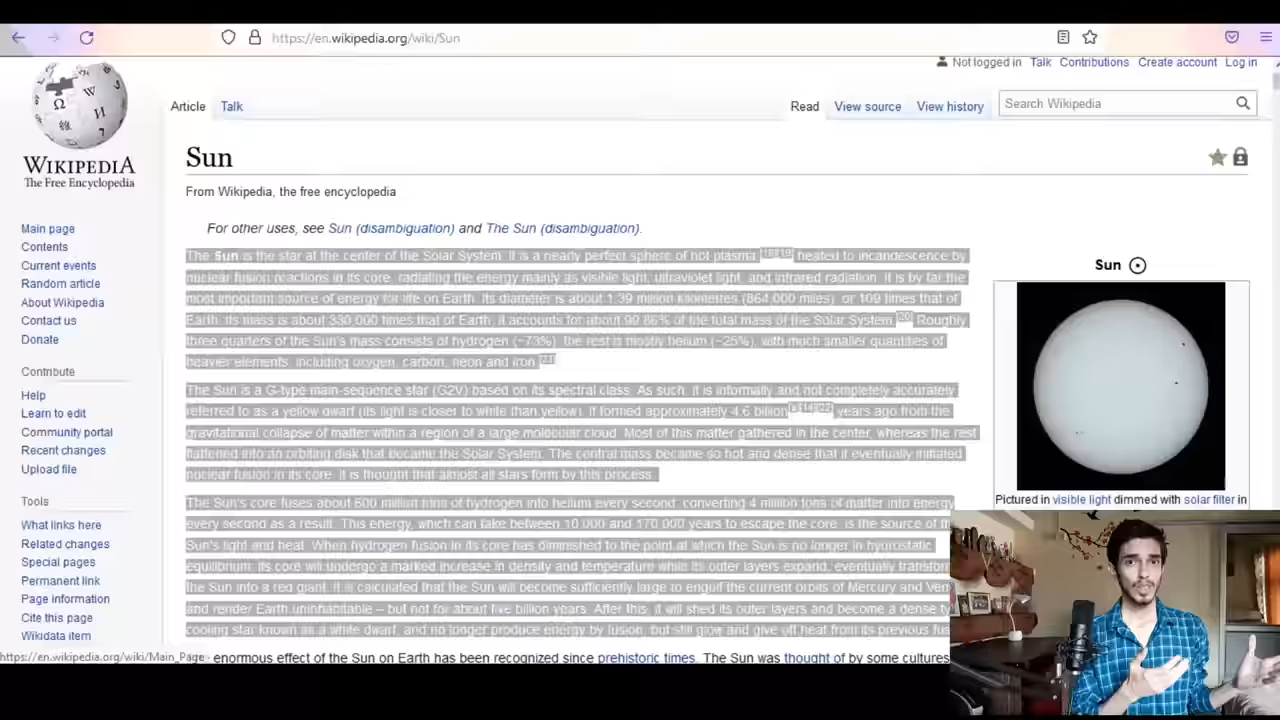 https://en.wikipedia.org/wiki/Sun
Not logged in Talk Contributions Create account Log in
Article Talk Read View source View history Search Wikipedia
WIKIPEDIA
The Free Encyclopedia
Sun
From Wikipedia, the free encyclopedia
For other uses, see Sun (disambiguation) and The Sun (disambiguation).
The Sun is the star at the center of the Solar System. It is a nearly perfect sphere of hot plasma,[18][19] heated to incandescence by
nuclear fusion reactions in its core, radiating the energy mainly as visible light, ultraviolet light, and infrared radiation. It is by far the
most important source of energy for life on Earth. Its diameter is about 1.39 million kilometres (864,000 miles), or 109 times that of
Earth. Its mass is about 330,000 times that of Earth; it accounts for about 99.86% of the total mass of the Solar System.[20] Roughly
three quarters of the Sun's mass consists of hydrogen (~73%); the rest is mostly helium (~25%), with much smaller quantities of
heavier elements, including oxygen, carbon, neon and iron.[21]
The Sun is a G-type main-sequence star (G2V) based on its spectral class. As such, it is informally and not completely accurately
referred to as a yellow dwarf (its light is closer to white than yellow). It formed approximately 4.6 billion years ago from the
gravitational collapse of matter within a region of a large molecular cloud. Most of this matter gathered in the center, whereas the rest
flattened into an orbiting disk that became the Solar System. The central mass became so hot and dense that it eventually initiated
nuclear fusion in its core. It is thought that almost all stars form by this process.
The Sun's core fuses about 600 million tons of hydrogen into helium every second, converting 4 million tons of matter into energy
every second as a result. This energy, which can take between 10,000 and 170,000 years to escape the core, is the source of
Sun's light and heat. When hydrogen fusion in its core has diminished to the point at which the Sun is no longer in hydrostatic
equilibrium, its core will undergo a marked increase in density and temperature while its outer layers expand, eventually transform
the Sun into a red giant. It is calculated that the Sun will become sufficiently large to engulf the current orbits of Mercury and Ven
and render Earth uninhabitable – but not for about five billion years. After this, it will shed its outer layers and become a dense ty
cooling star known as a white dwarf, and no longer produce energy by fusion, but still glow and give off heat from its previous fus
enormous effect of the Sun on Earth has been recognized since prehistoric times. The Sun was thought of by some cultures
Sun
Pictured in visible light dimmed with solar filter in
Main page
Contents
Current events
Random article
About Wikipedia
Contact us
Donate
Contribute
Help
Learn to edit
Community portal
Recent changes
Upload file
Tools
What links here
Related changes
Special pages
Permanent link
Page information
Cite this page
Wikidata item
https://en.wikipedia.org/wiki/Main_Page